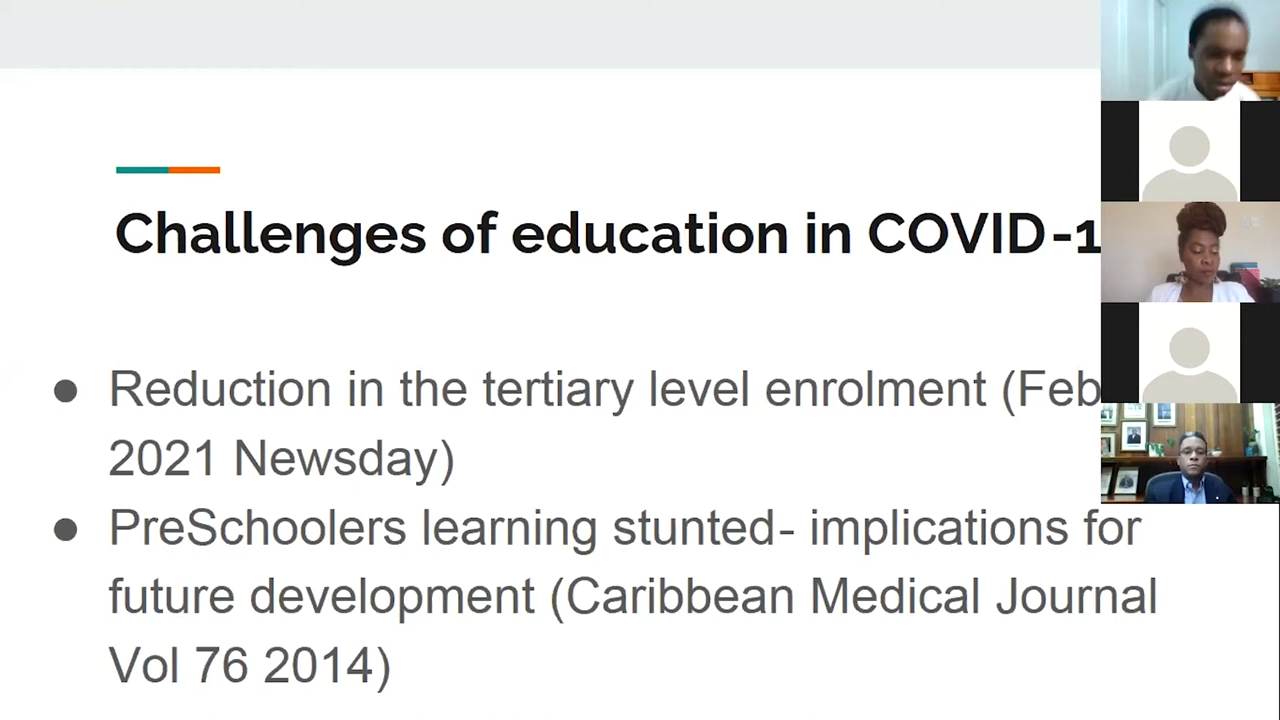 Challenges of education in COVID-1
● Reduction in the tertiary level enrolment (Feb
2021 Newsday)
● PreSchoolers learning stunted- implications for
future development (Caribbean Medical Journal
Vol 76 2014)